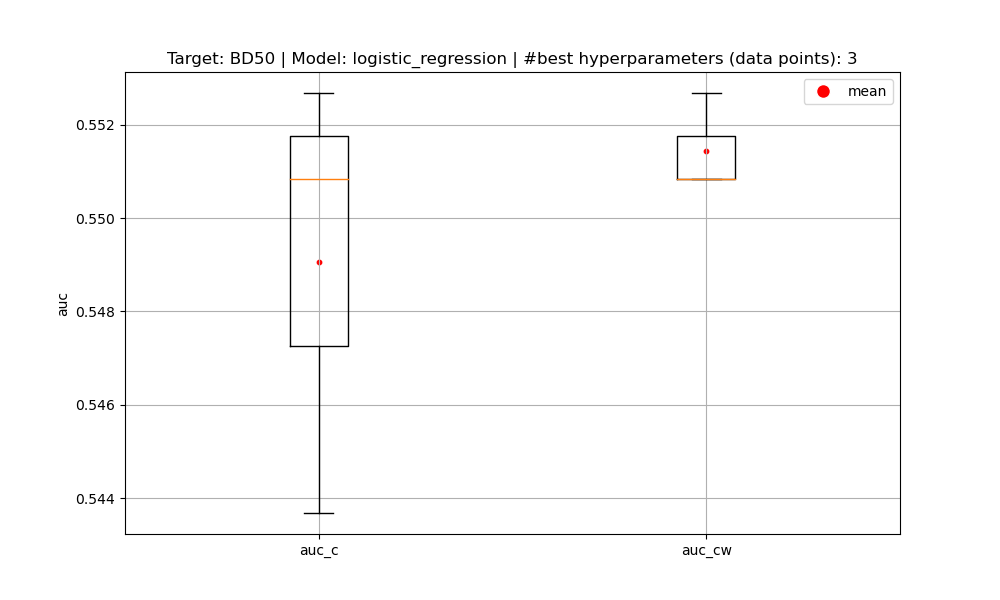 Target: BD50 | Model: logistic_regression | #best hyperparameters (data points): 3
mean
0.552
0.550
0.548
0.546
0.544
auc
auc_c
auc_cw